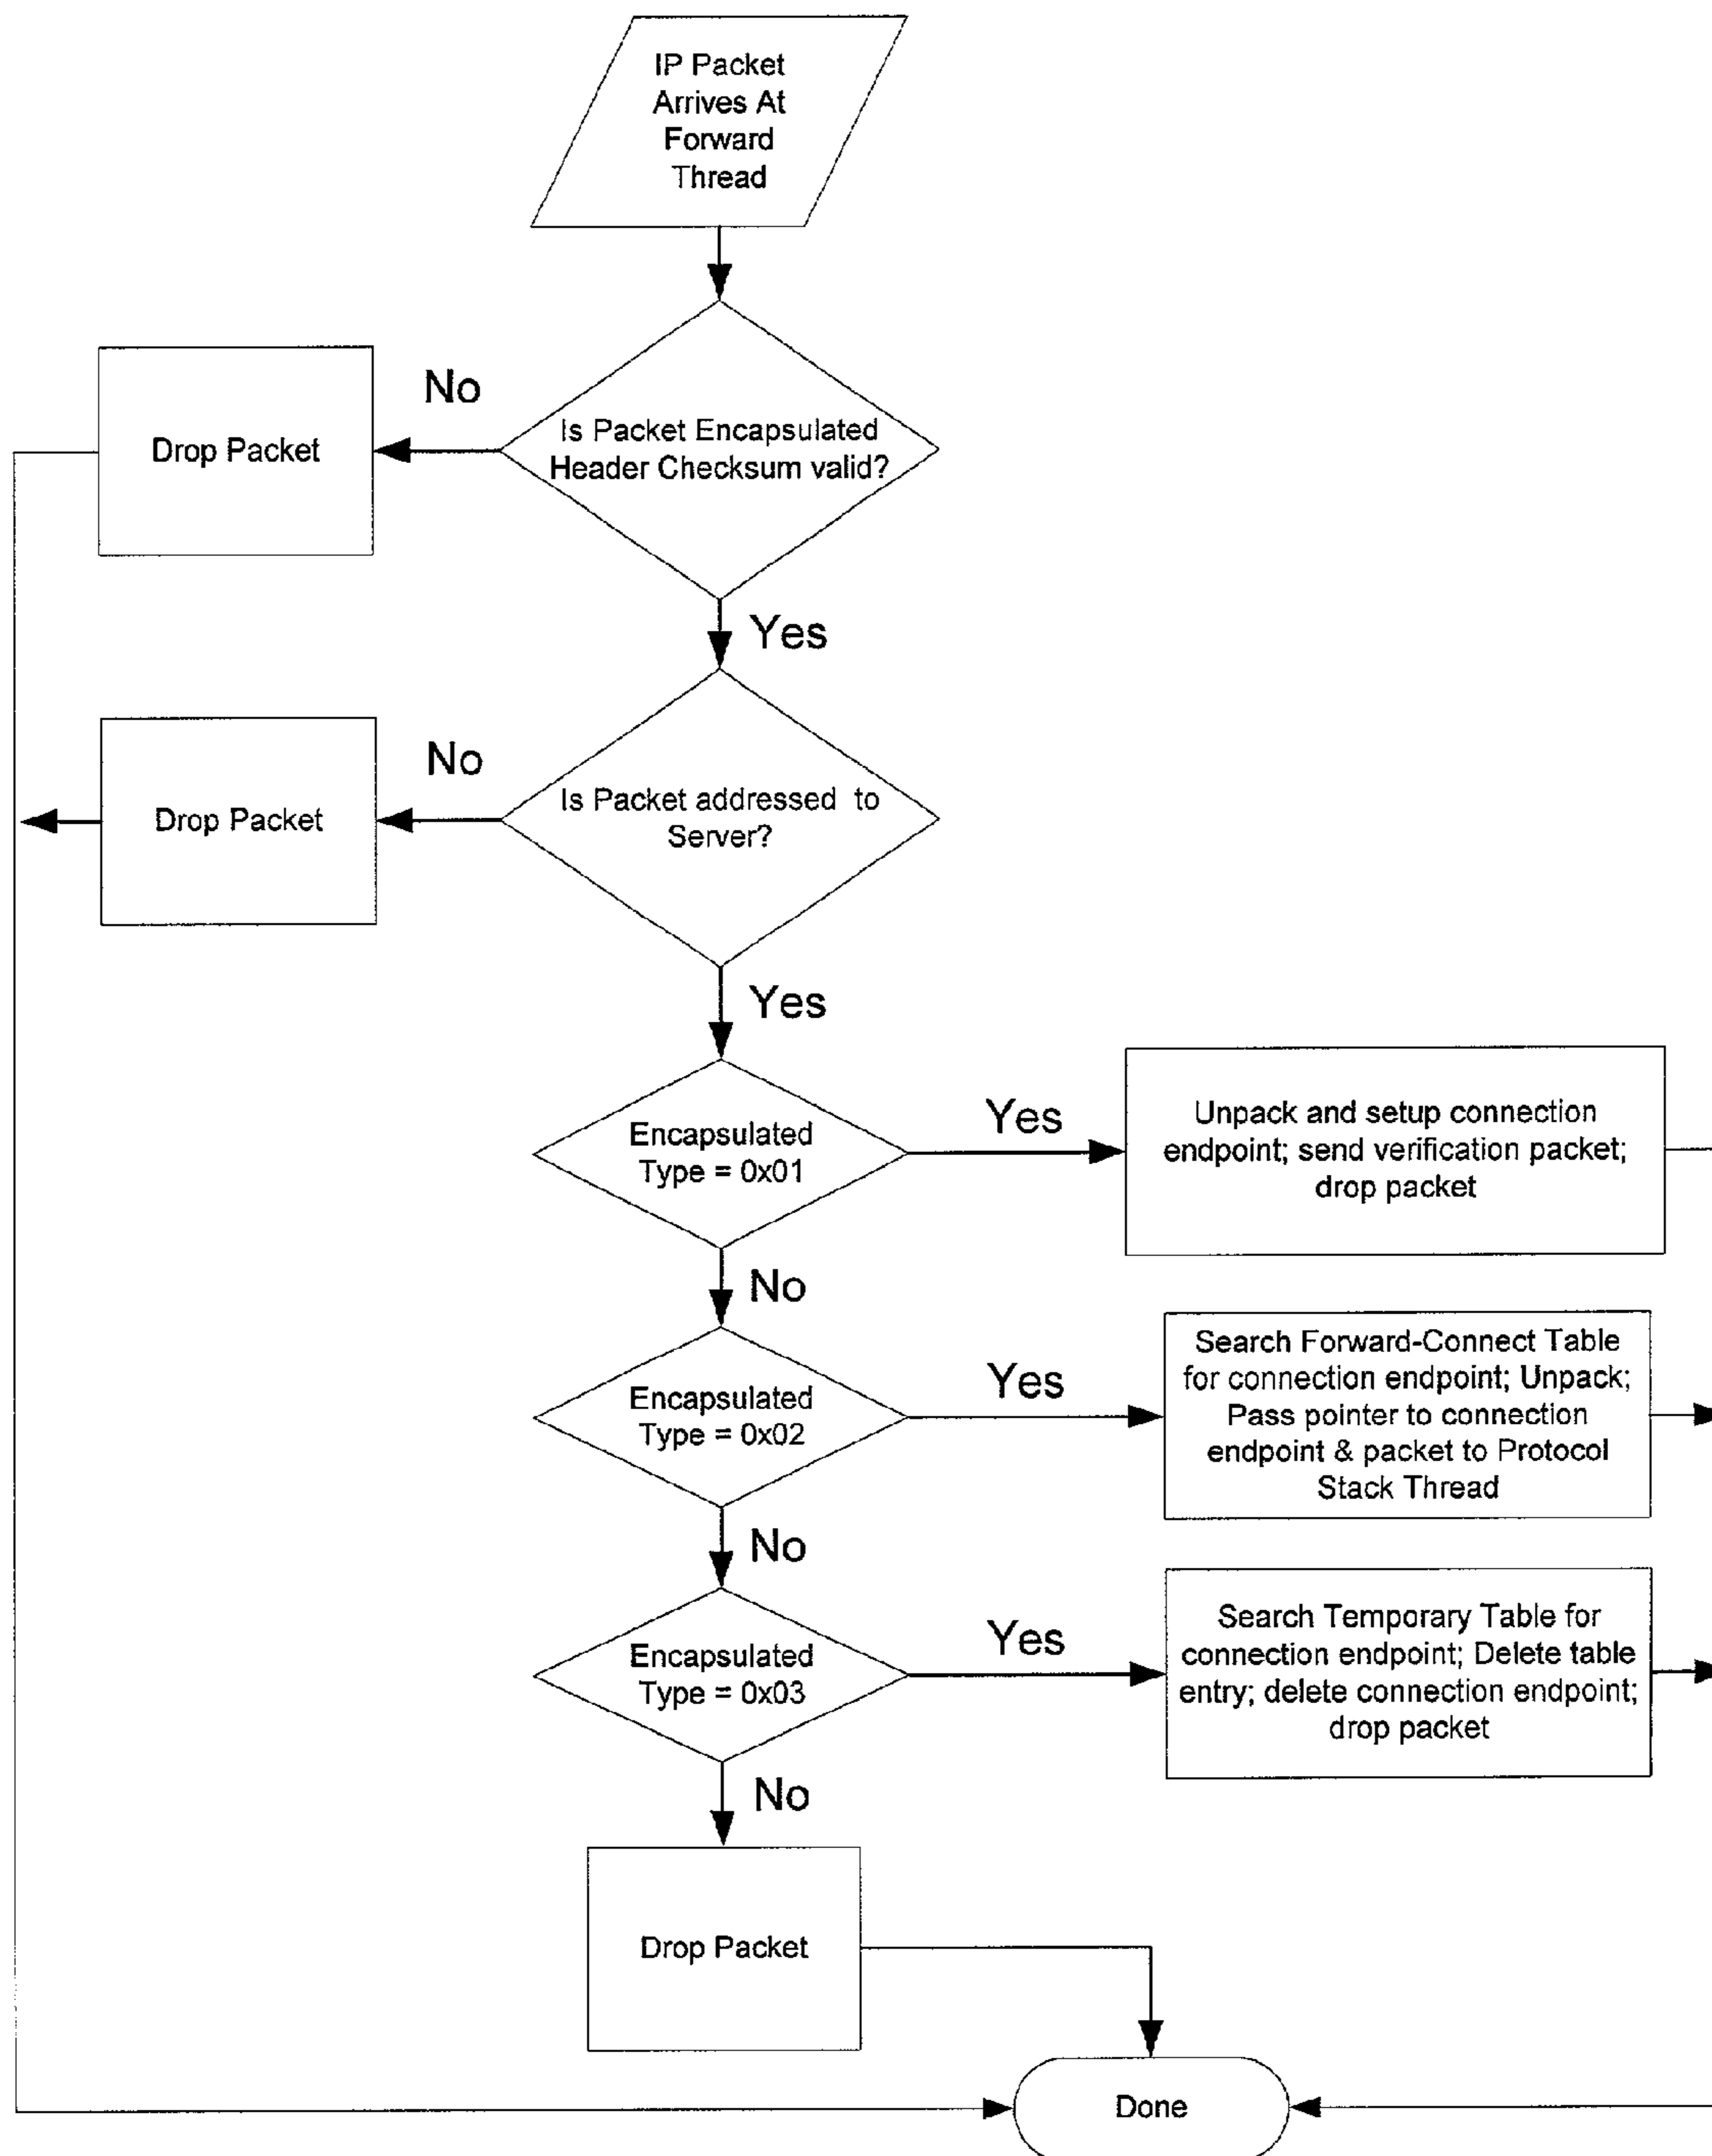 IP Packet
Arrives At
Forward
Thread
No
Drop Packet
Is Packet Encapsulated
Header Checksum valid?
Yes
No
Drop Packet
Is Packet addressed to
Server?
Yes
Encapsulated
Type = 0x01
Yes
Unpack and setup connection
endpoint; send verification packet;
drop packet
No
Encapsulated
Type = 0x02
Yes
Search Forward-Connect Table
for connection endpoint; Unpack;
Pass pointer to connection
endpoint & packet to Protocol
Stack Thread
No
Encapsulated
Type = 0x03
Yes
Search Temporary Table for
connection endpoint; Delete table
entry; delete connection endpoint;
drop packet
No
Drop Packet
Done